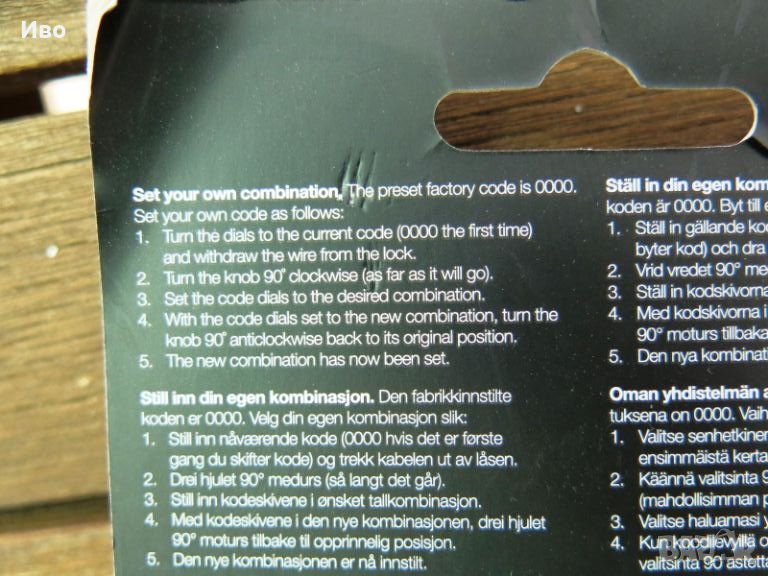 Иво
Set your own combination. The preset factory code is 0000.
Set your own code as follows:
1. Turn the dials to the current code (0000 the first time)
and withdraw the wire from the lock.
2. Turn the knob 90° clockwise (as far as it will go).
3. Set the code dials to the desired combination.
4. With the code dials set to the new combination, turn the
knob 90° anticlockwise back to its original position.
5. The new combination has now been set.
Still inn din egen kombinasjon. Den fabrikkinnstilte
koden er 0000. Velg din egen kombinasjon slik:
1. Still inn nåværende kode (0000 hvis det er første
gang du skifter kode) og trekk kabelen ut av låsen.
2. Drei hjulet 90° medurs (så langt det går).
3. Still inn kodeskivene i ønsket tallkombinasjon.
4. Med kodeskivene i den nye kombinasjonen, drei hjulet
90° moturs tilbake til opprinnelig posisjon.
5. Den nye kombinasjonen er nå innstilt.
Ställ in din egen kom
koden är 0000. Byt till e
1. Ställ in gällande ko
byter kod) och dra
2. Vrid vredet 90° me
3. Ställ in kodskivorna
4. Med kodskivorna i
90° moturs tillbaka
5. Den nya kombinati
Oman yhdistelmän a
tuksena on 0000. Vaih
1. Valitse senhetkinen
ensimmäistä kerta
2. Käännä valitsinta 9
(mahdollisimman p
3. Valitse haluamasi y
4. Kun koodilevyillä o
valitsinta 90 astetta